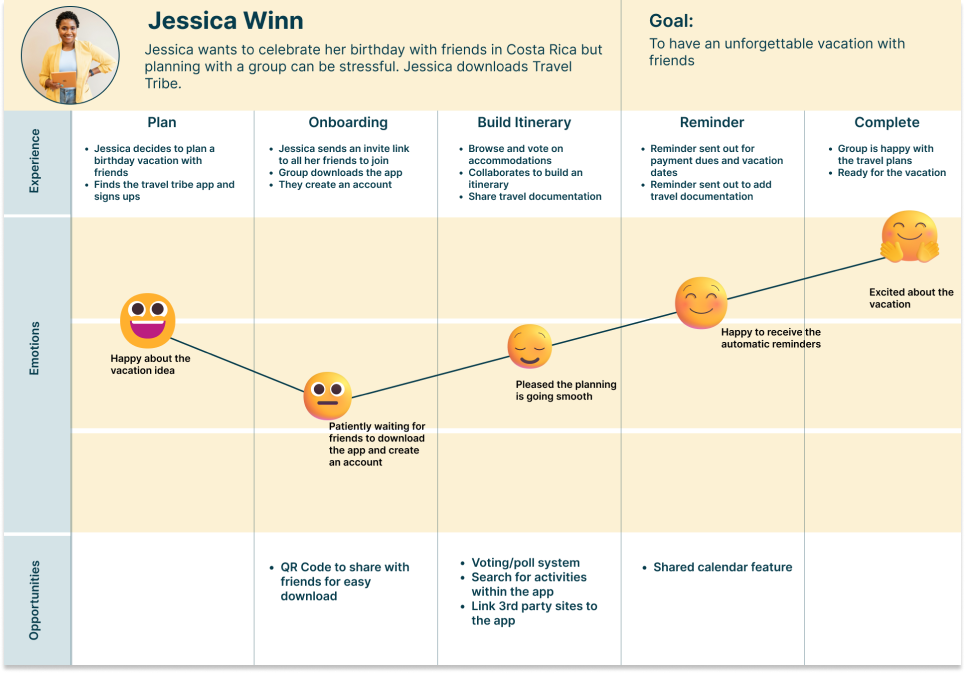 Jessica Winn
Jessica wants to celebrate her birthday with friends in Costa Rica but
planning with a group can be stressful. Jessica downloads Travel
Tribe.
Goal:
To have an unforgettable vacation with
friends
Experience
Plan
• Jessica decides to plan a
birthday vacation with
friends
• Finds the travel tribe app and
signs ups
Onboarding
• Jessica sends an invite link
to all her friends to join
• Group downloads the app
• They create an account
Build Itinerary
• Browse and vote on
accommodations
• Collaborates to build an
itinerary
• Share travel documentation
Reminder
• Reminder sent out for
payment dues and vacation
dates
• Reminder sent out to add
travel documentation
Complete
• Group is happy with
the travel plans
• Ready for the vacation
Emotions
Happy about the
vacation idea
Patiently waiting for
friends to download
the app and create
an account
Pleased the planning
is going smooth
Happy to receive the
automatic reminders
Excited about the
vacation
Opportunities
• QR Code to share with
friends for easy
download
• Voting/poll system
• Search for activities
within the app
• Link 3rd party sites to
the app
• Shared calendar feature